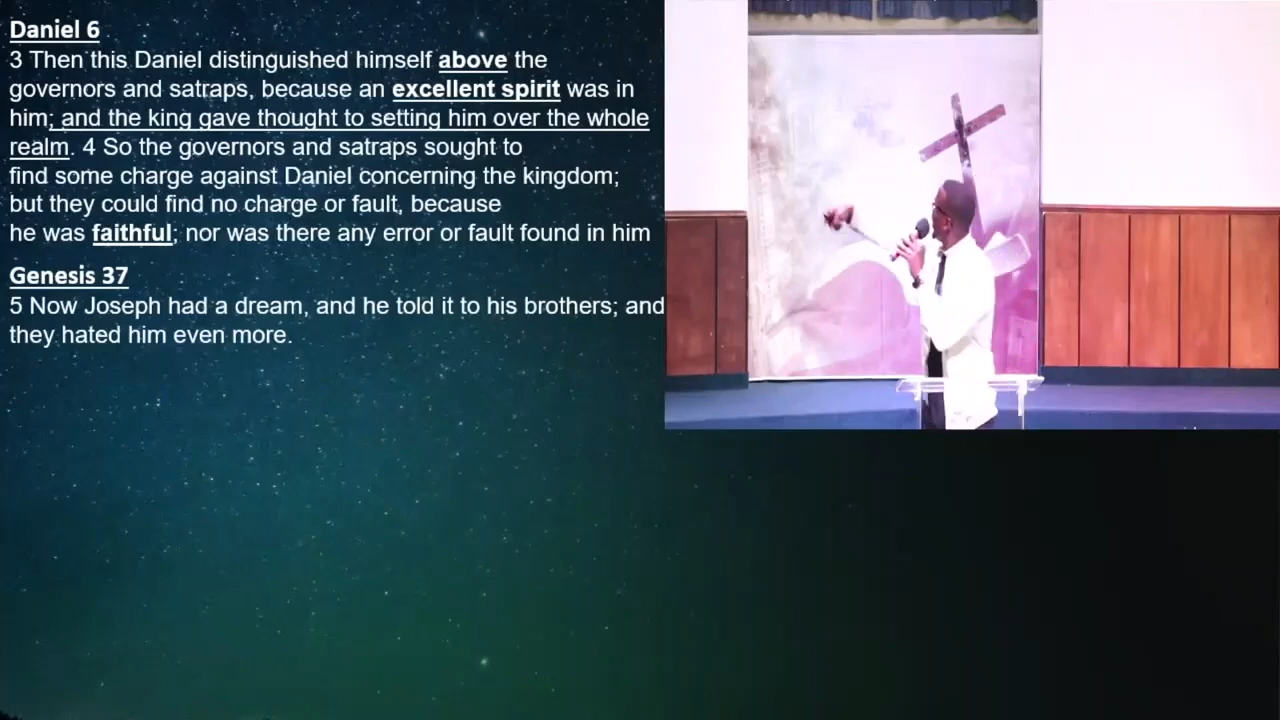 Daniel 6
3 Then this Daniel distinguished himself above the
governors and satraps, because an excellent spirit was in
him; and the king gave thought to setting him over the whole
realm. 4 So the governors and satraps sought to
find some charge against Daniel concerning the kingdom;
but they could find no charge or fault, because
he was faithful; nor was there any error or fault found in him
Genesis 37
5 Now Joseph had a dream, and he told it to his brothers; and
they hated him even more.